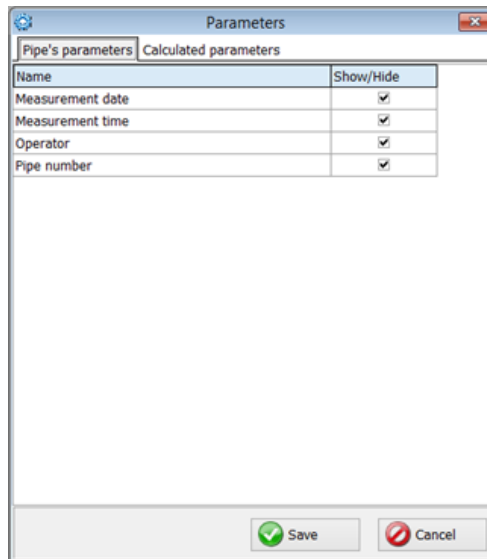 Parameters
Pipe's parameters Calculated parameters
Name Show/Hide
Measurement date
Measurement time
Operator
Pipe number
Save Cancel